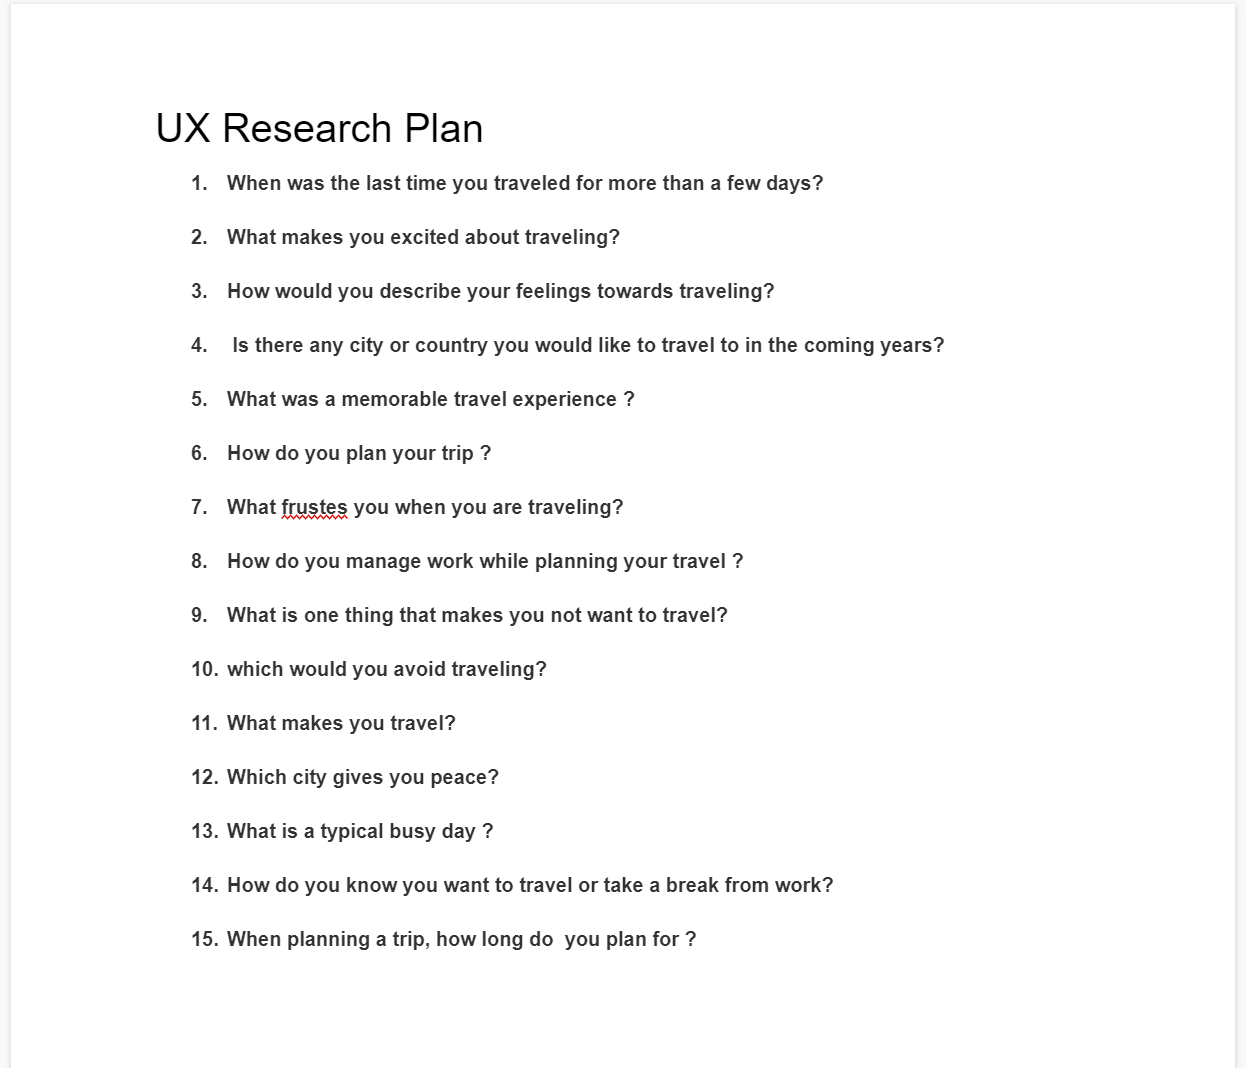 UX Research Plan
1. When was the last time you traveled for more than a few days?
2. What makes you excited about traveling?
3. How would you describe your feelings towards traveling?
4. Is there any city or country you would like to travel to in the coming years?
5. What was a memorable travel experience ?
6. How do you plan your trip ?
7. What frustes you when you are traveling?
8. How do you manage work while planning your travel ?
9. What is one thing that makes you not want to travel?
10. which would you avoid traveling?
11. What makes you travel?
12. Which city gives you peace?
13. What is a typical busy day ?
14. How do you know you want to travel or take a break from work?
15. When planning a trip, how long do  you plan for ?